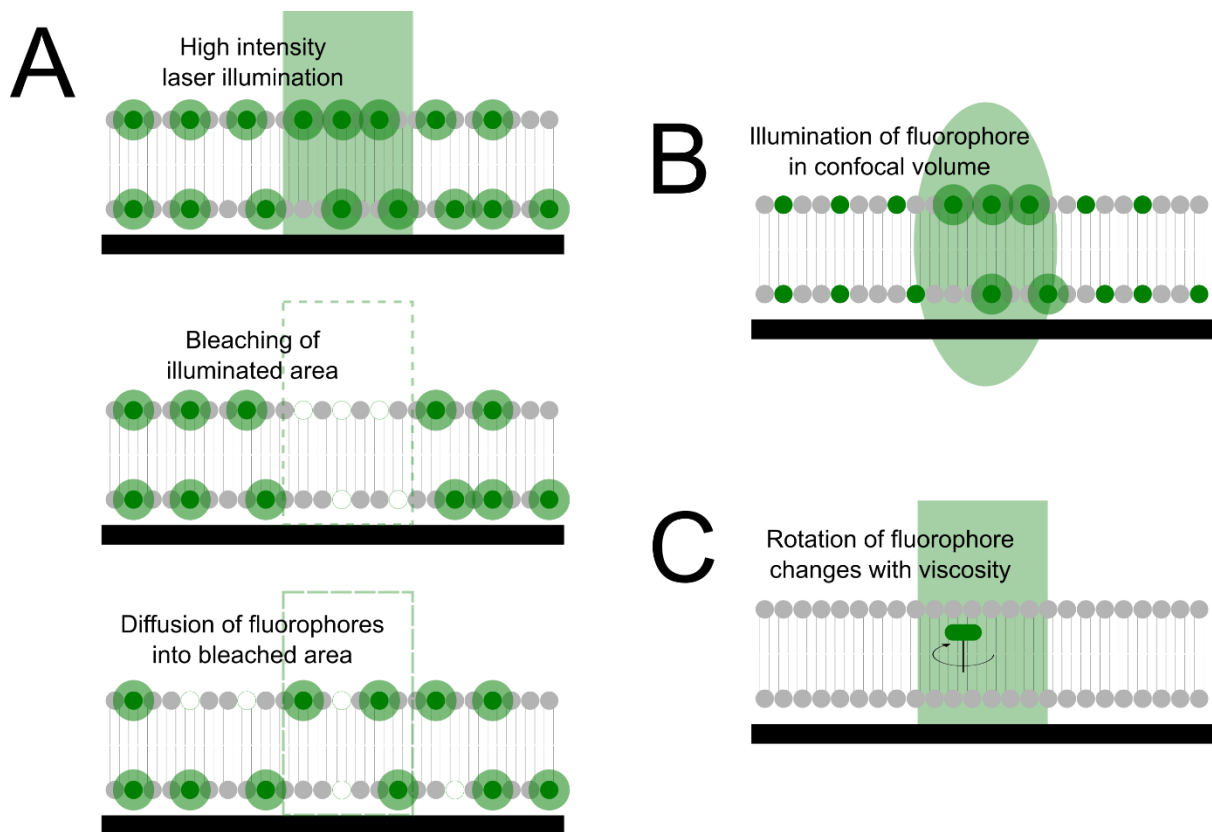 A
High intensity
laser illumination
Bleaching of
illuminated area
Diffusion of fluorophores
into bleached area
B
Illumination of fluorophore
in confocal volume
C
Rotation of fluorophore
changes with viscosity